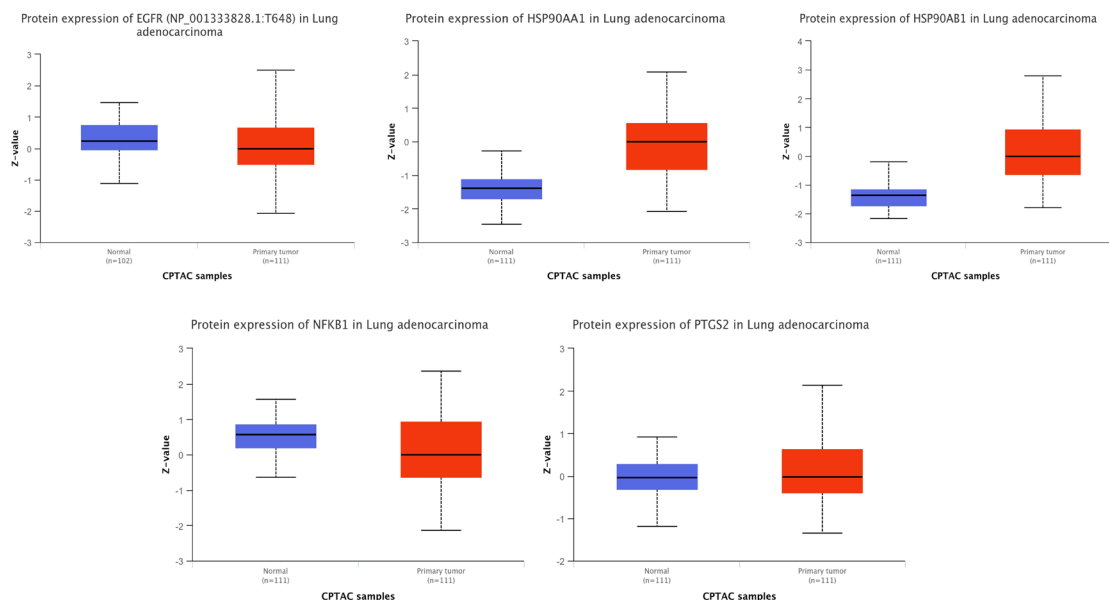 Protein expression of EGFR (NP_001333828.1:T648) in Lung
adenocarcinoma
Z-value
3
2
1
0
-1
-2
-3
Normal
(n=102)
Primary tumor
(n=111)
CPTAC samples
Protein expression of HSP90AA1 in Lung adenocarcinoma
Z-value
3
2
1
0
-1
-2
-3
Normal
(n=111)
Primary tumor
(n=111)
CPTAC samples
Protein expression of HSP90AB1 in Lung adenocarcinoma
Z-value
4
3
2
1
0
-1
-2
-3
Normal
(n=111)
Primary tumor
(n=111)
CPTAC samples
Protein expression of NFKB1 in Lung adenocarcinoma
Z-value
3
2
1
0
-1
-2
-3
Normal
(n=111)
Primary tumor
(n=111)
CPTAC samples
Protein expression of PTGS2 in Lung adenocarcinoma
Z-value
3
2
1
0
-1
-2
Normal
(n=111)
Primary tumor
(n=111)
CPTAC samples